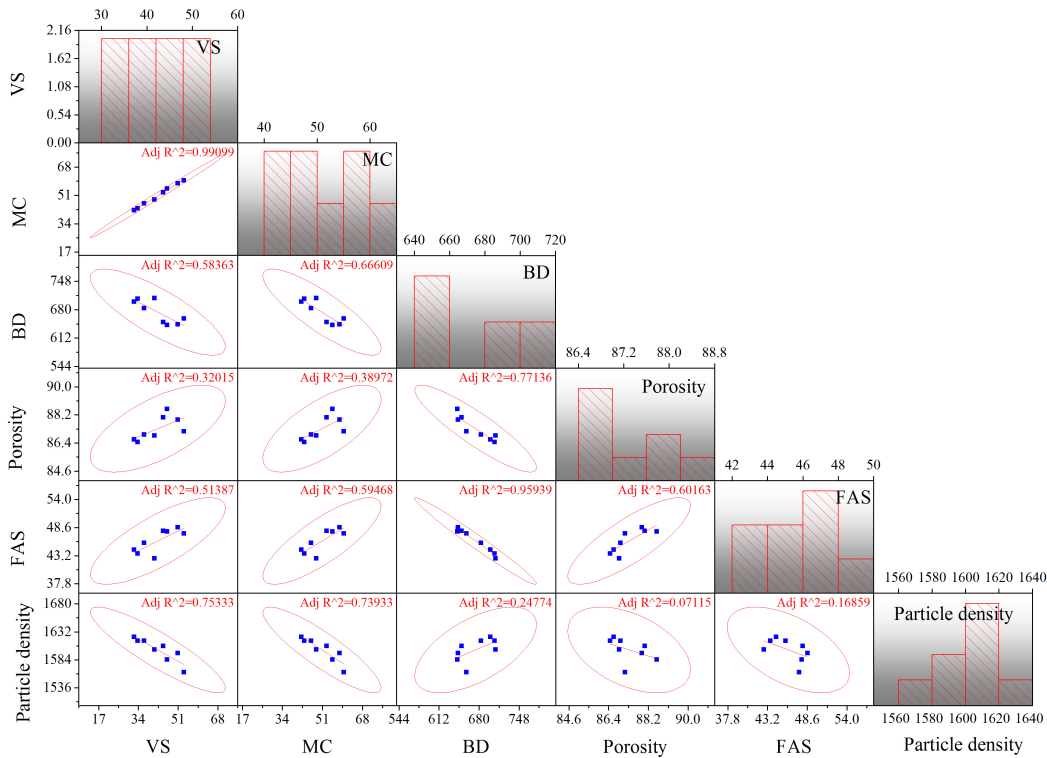 30 40 50 60
2.16
1.62
1.08
0.54
0.00
VS
VS
40 50 60
Adj R^2=0.99099
68
51
34
17
MC
MC
640 660 680 700 720
Adj R^2=0.58363
Adj R^2=0.66609
748
680
612
544
BD
BD
86.4 87.2 88.0 88.8
Adj R^2=0.32015
Adj R^2=0.38972
Adj R^2=0.77136
90.0
88.2
86.4
84.6
Porosity
Porosity
42 44 46 48 50
Adj R^2=0.51387
Adj R^2=0.59468
Adj R^2=0.95939
Adj R^2=0.60163
54.0
48.6
43.2
37.8
FAS
FAS
1560 1580 1600 1620 1640
Adj R^2=0.75333
Adj R^2=0.73933
Adj R^2=0.24774
Adj R^2=0.07115
Adj R^2=0.16859
1680
1632
1584
1536
Particle density
Particle density
17 34 51 68
17 34 51 68
544 612 680 748
84.6 86.4 88.2 90.0
37.8 43.2 48.6 54.0
1560 1580 1600 1620 1640
VS
MC
BD
Porosity
FAS
Particle density